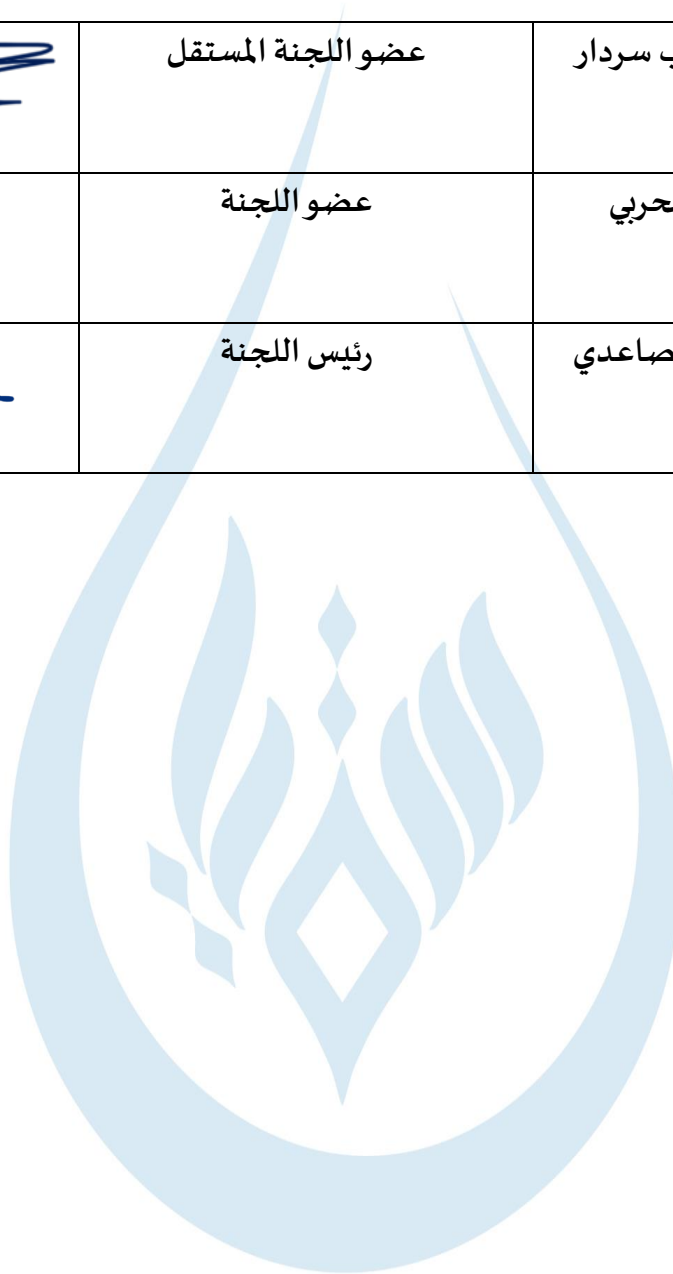 ب سردار عضو اللجنة المستقل
حربي عضو اللجنة
صاعدي رئيس اللجنة